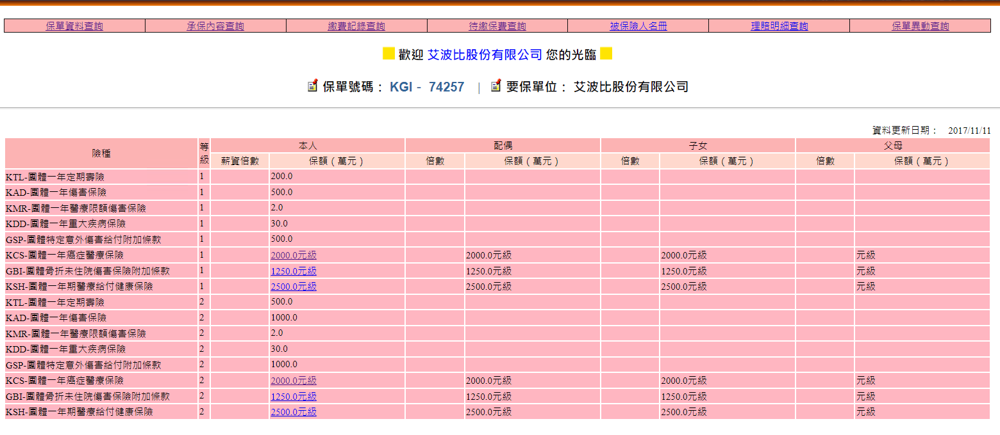 保單資料查詢 承保內容查詢 繳費記錄查詢 待繳保費查詢 被保險人名冊 理賠明細查詢 保單異動查詢
歡迎 艾波比股份有限公司 您的光臨
保單號碼： KGI - 74257 | 要保單位： 艾波比股份有限公司
資料更新日期： 2017/11/11
險種 等級 本人 配偶 子女 父母
薪資倍數 保額（萬元） 倍數 保額（萬元） 倍數 保額（萬元） 倍數 保額（萬元）
KTL-團體一年定期壽險 1 200.0
KAD-團體一年傷害保險 1 500.0
KMR-團體一年醫療限額傷害保險 1 2.0
KDD-團體一年重大疾病保險 1 30.0
GSP-團體特定意外傷害給付附加條款 1 500.0
KCS-團體一年癌症醫療保險 1 2000.0元級 2000.0元級 2000.0元級 元級
GBI-團體骨折未住院傷害保險附加條款 1 1250.0元級 1250.0元級 1250.0元級 元級
KSH-團體一年期醫療給付健康保險 1 2500.0元級 2500.0元級 2500.0元級 元級
KTL-團體一年定期壽險 2 500.0
KAD-團體一年傷害保險 2 1000.0
KMR-團體一年醫療限額傷害保險 2 2.0
KDD-團體一年重大疾病保險 2 30.0
GSP-團體特定意外傷害給付附加條款 2 1000.0
KCS-團體一年癌症醫療保險 2 2000.0元級 2000.0元級 2000.0元級 元級
GBI-團體骨折未住院傷害保險附加條款 2 1250.0元級 1250.0元級 1250.0元級 元級
KSH-團體一年期醫療給付健康保險 2 2500.0元級 2500.0元級 2500.0元級 元級